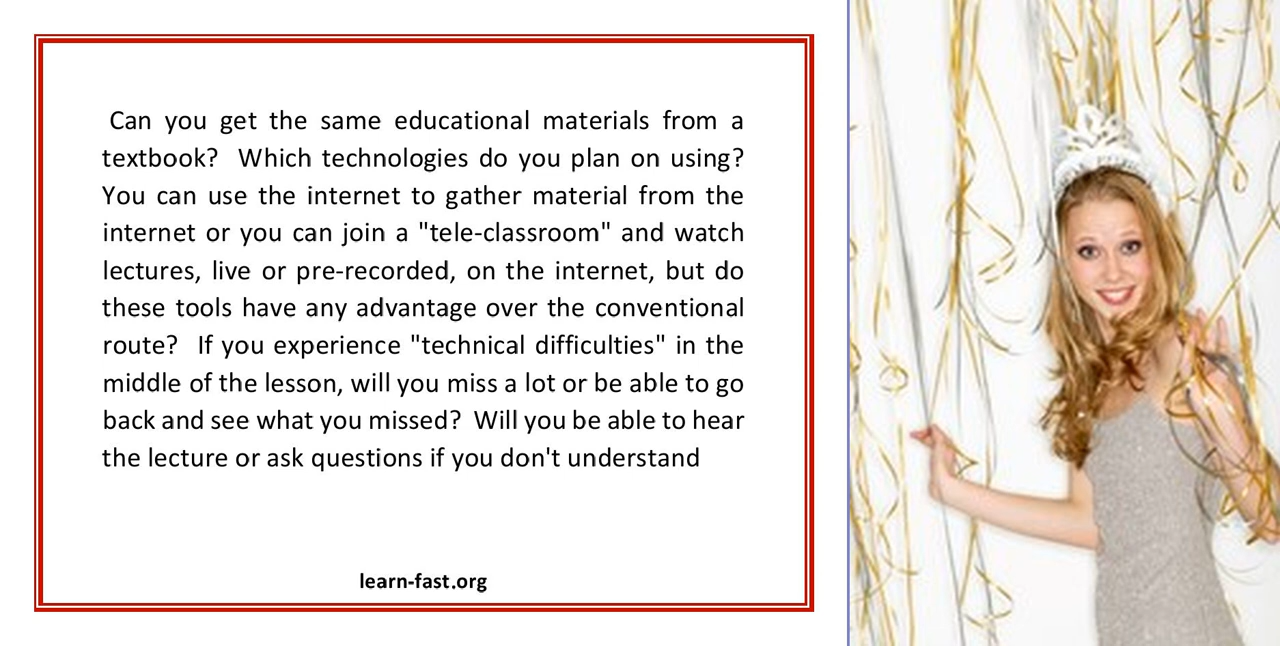 Can you get the same educational materials from a
textbook?  Which technologies do you plan on using?
You can use the internet to gather material from the
internet or you can join a "tele-classroom" and watch
lectures, live or pre-recorded, on the internet, but do
these tools have any advantage over the conventional
route?  If you experience "technical difficulties" in the
middle of the lesson, will you miss a lot or be able to go
back and see what you missed?  Will you be able to hear
the lecture or ask questions if you don't understand
learn-fast.org